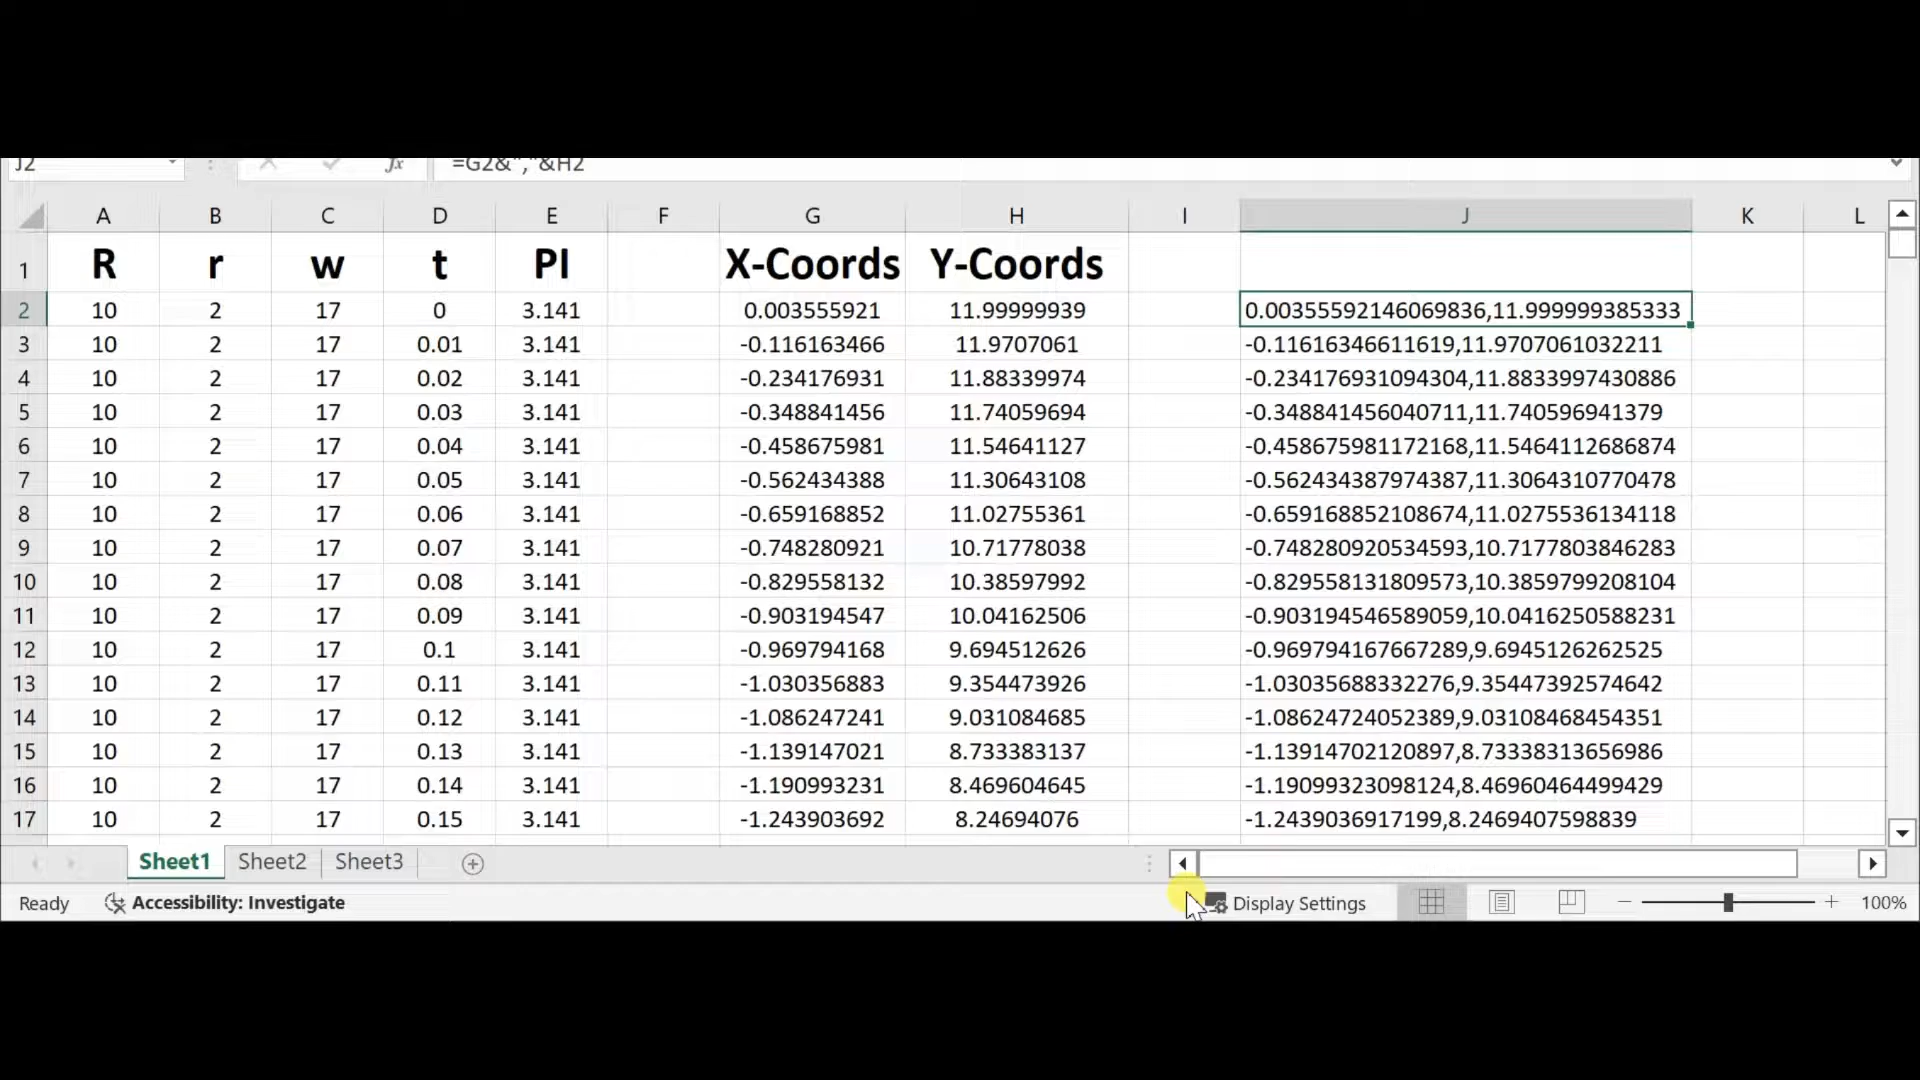 J2 fx =G2&","&H2
A B C D E F G H I J K L
1 R r w t PI X-Coords Y-Coords
2 10 2 17 0 3.141 0.003555921 11.99999939 0.00355592146069836,11.999999385333
3 10 2 17 0.01 3.141 -0.116163466 11.9707061 -0.11616346611619,11.9707061032211
4 10 2 17 0.02 3.141 -0.234176931 11.88339974 -0.234176931094304,11.8833997430886
5 10 2 17 0.03 3.141 -0.348841456 11.74059694 -0.348841456040711,11.740596941379
6 10 2 17 0.04 3.141 -0.458675981 11.54641127 -0.458675981172168,11.5464112686874
7 10 2 17 0.05 3.141 -0.562434388 11.30643108 -0.562434387974387,11.3064310770478
8 10 2 17 0.06 3.141 -0.659168852 11.02755361 -0.659168852108674,11.0275536134118
9 10 2 17 0.07 3.141 -0.748280921 10.71778038 -0.748280920534593,10.7177803846283
10 10 2 17 0.08 3.141 -0.829558132 10.38597992 -0.829558131809573,10.3859799208104
11 10 2 17 0.09 3.141 -0.903194547 10.04162506 -0.903194546589059,10.0416250588231
12 10 2 17 0.1 3.141 -0.969794168 9.694512626 -0.969794167667289,9.6945126262525
13 10 2 17 0.11 3.141 -1.030356883 9.354473926 -1.03035688332276,9.35447392574642
14 10 2 17 0.12 3.141 -1.086247241 9.031084685 -1.08624724052389,9.03108468454351
15 10 2 17 0.13 3.141 -1.139147021 8.733383137 -1.13914702120897,8.73338313656986
16 10 2 17 0.14 3.141 -1.190993231 8.469604645 -1.19099323098124,8.46960464499429
17 10 2 17 0.15 3.141 -1.243903692 8.24694076 -1.2439036917199,8.2469407598839
Sheet1 Sheet2 Sheet3
Ready Accessibility: Investigate Display Settings 100%